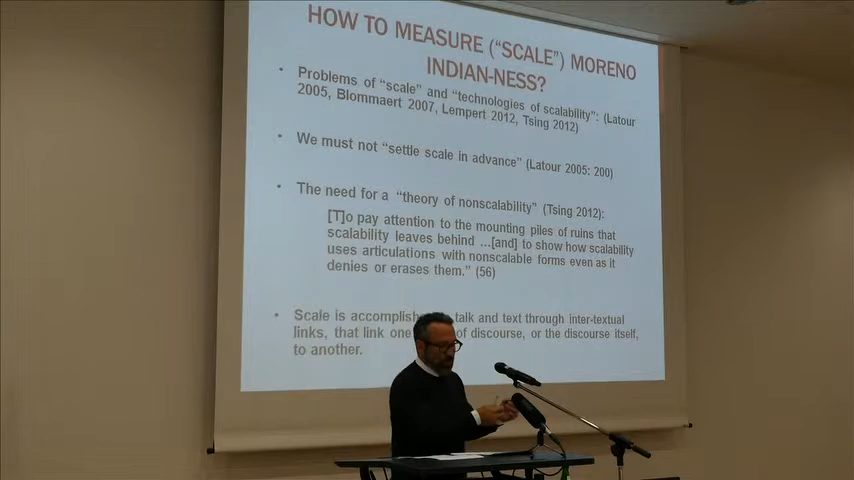 HOW TO MEASURE ("SCALE") MORENO
INDIAN-NESS?
• Problems of "scale" and "technologies of scalability": (Latour
2005, Blommaert 2007, Lempert 2012, Tsing 2012)
• We must not "settle scale in advance" (Latour 2005: 200)
• The need for a "theory of nonscalability" (Tsing 2012):
[T]o pay attention to the mounting piles of ruins that
scalability leaves behind ...[and] to show how scalability
uses articulations with nonscalable forms even as it
denies or erases them." (56)
• Scale is accomplish talk and text through inter-textual
links, that link one of discourse, or the discourse itself,
to another.